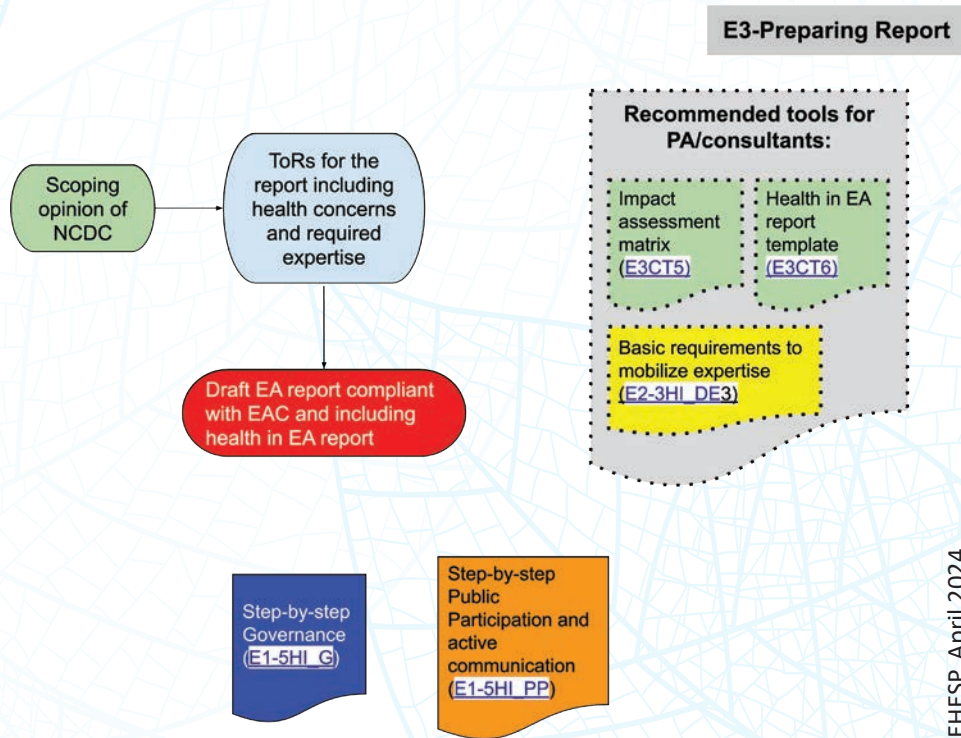 E3-Preparing Report
Scoping
opinion of
NCDC
ToRs for the
report including
health concerns
and required
expertise
Draft EA report compliant
with EAC and including
health in EA report
Recommended tools for
PA/consultants:
Impact
assessment
matrix
(E3CT5)
Health in EA
report
template
(E3CT6)
Basic requirements to
mobilize expertise
(E2-3HI_DE3)
Step-by-step
Governance
(E1-5HI_G)
Step-by-step
Public
Participation and
active
communication
(E1-5HI_PP)
EHESP, April 2024